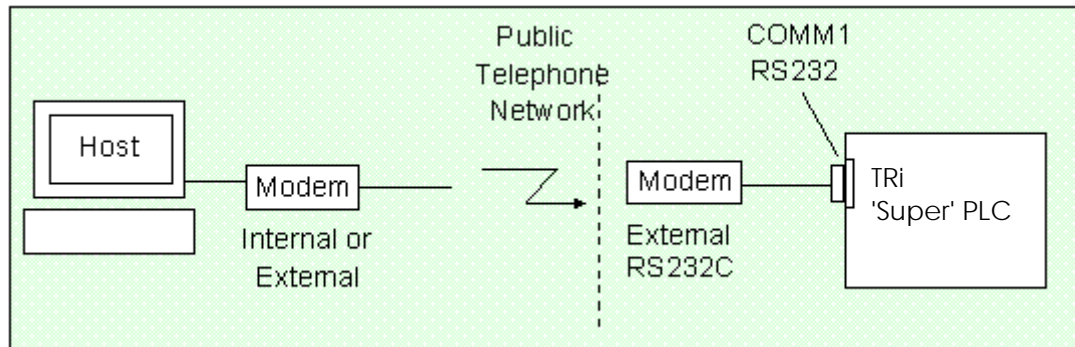 Host
Modem
Internal or
External
Public
Telephone
Network
Modem
External
RS232C
COMM1
RS232
TRi
'Super' PLC